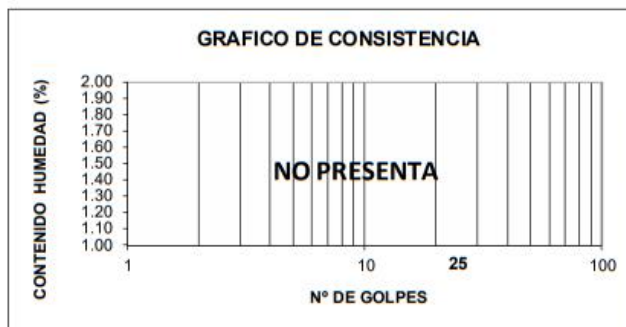 GRAFICO DE CONSISTENCIA
CONTENIDO HUMEDAD (%)
2.00
1.90
1.80
1.70
1.60
1.50
1.40
1.30
1.20
1.10
1.00
NO PRESENTA
1 10 25 100
Nº DE GOLPES